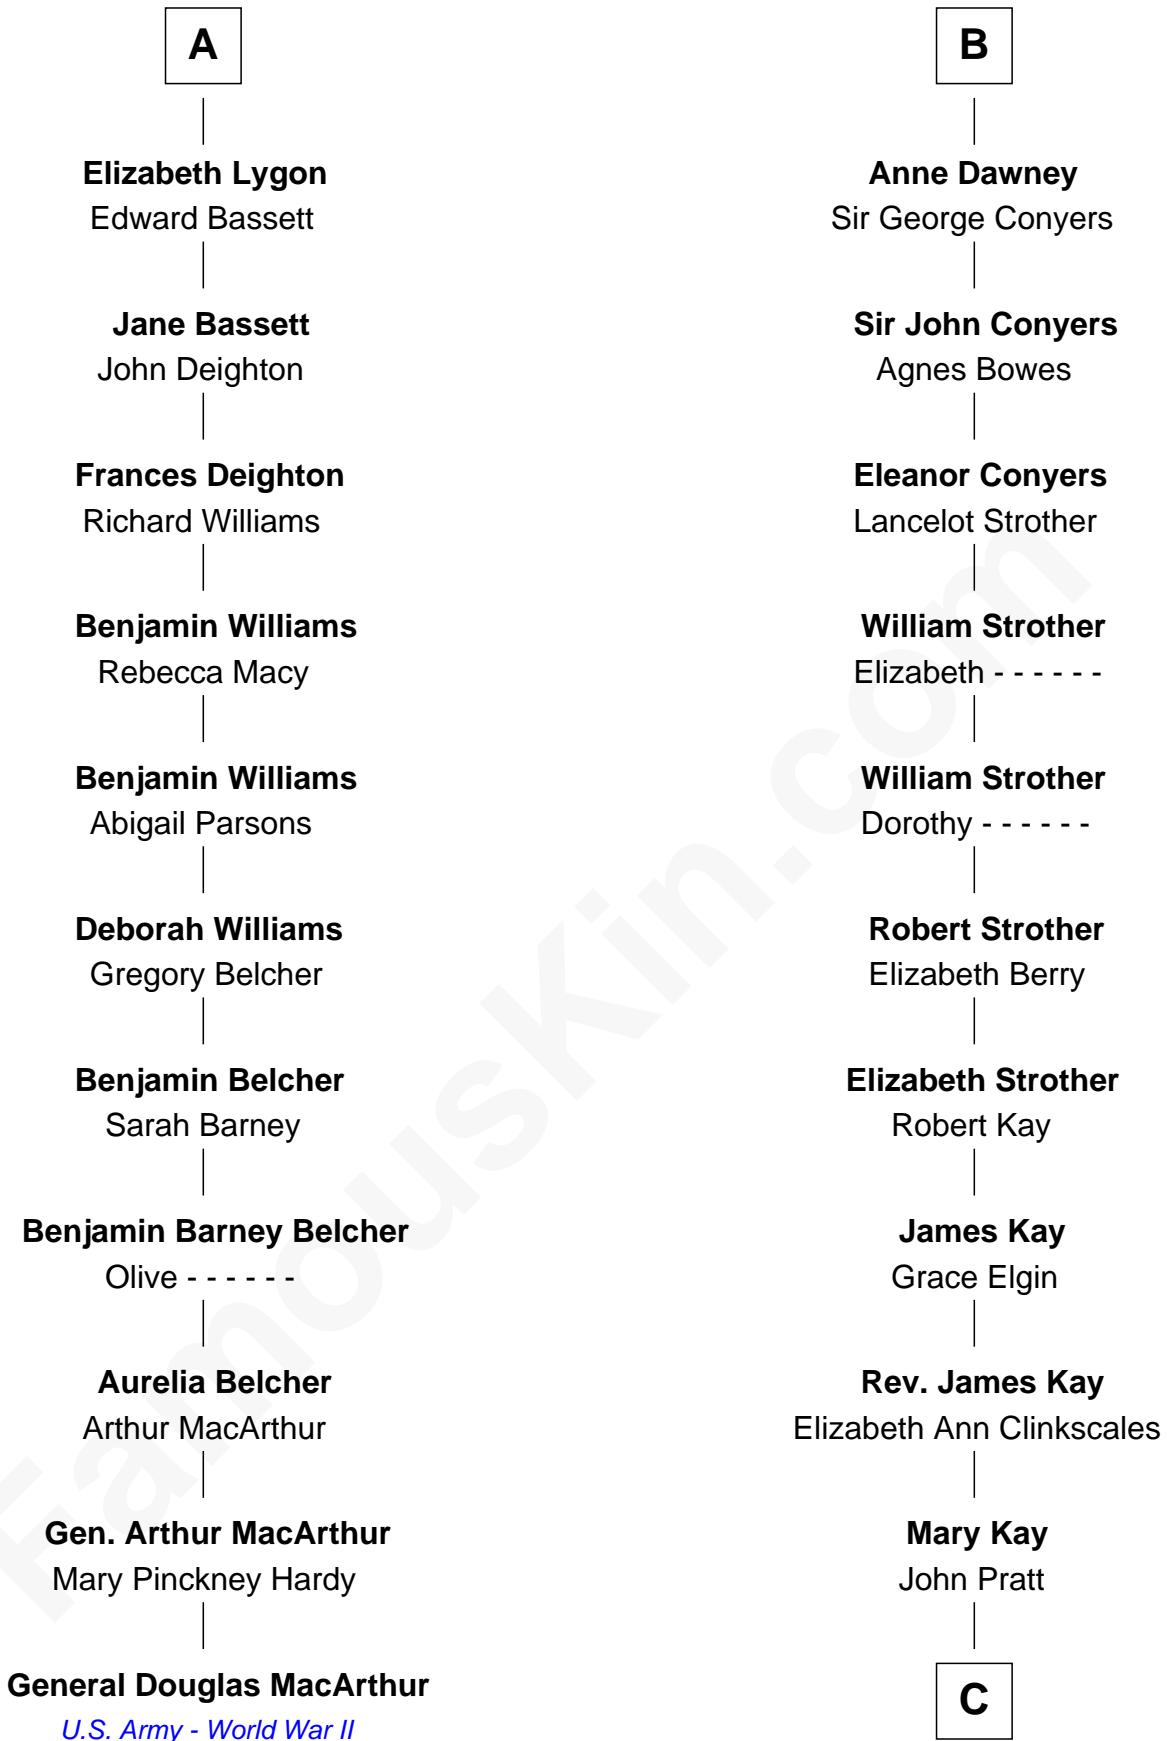 A
Elizabeth Lygon
Edward Bassett
Jane Bassett
John Deighton
Frances Deighton
Richard Williams
Benjamin Williams
Rebecca Macy
Benjamin Williams
Abigail Parsons
Deborah Williams
Gregory Belcher
Benjamin Belcher
Sarah Barney
Benjamin Barney Belcher
Olive - - - - - -
Aurelia Belcher
Arthur MacArthur
Gen. Arthur MacArthur
Mary Pinckney Hardy
General Douglas MacArthur
U.S. Army - World War II
B
Anne Dawney
Sir George Conyers
Sir John Conyers
Agnes Bowes
Eleanor Conyers
Lancelot Strother
William Strother
Elizabeth - - - - - -
William Strother
Dorothy - - - - - -
Robert Strother
Elizabeth Berry
Elizabeth Strother
Robert Kay
James Kay
Grace Elgin
Rev. James Kay
Elizabeth Ann Clinkscales
Mary Kay
John Pratt
C
FamousKin.com